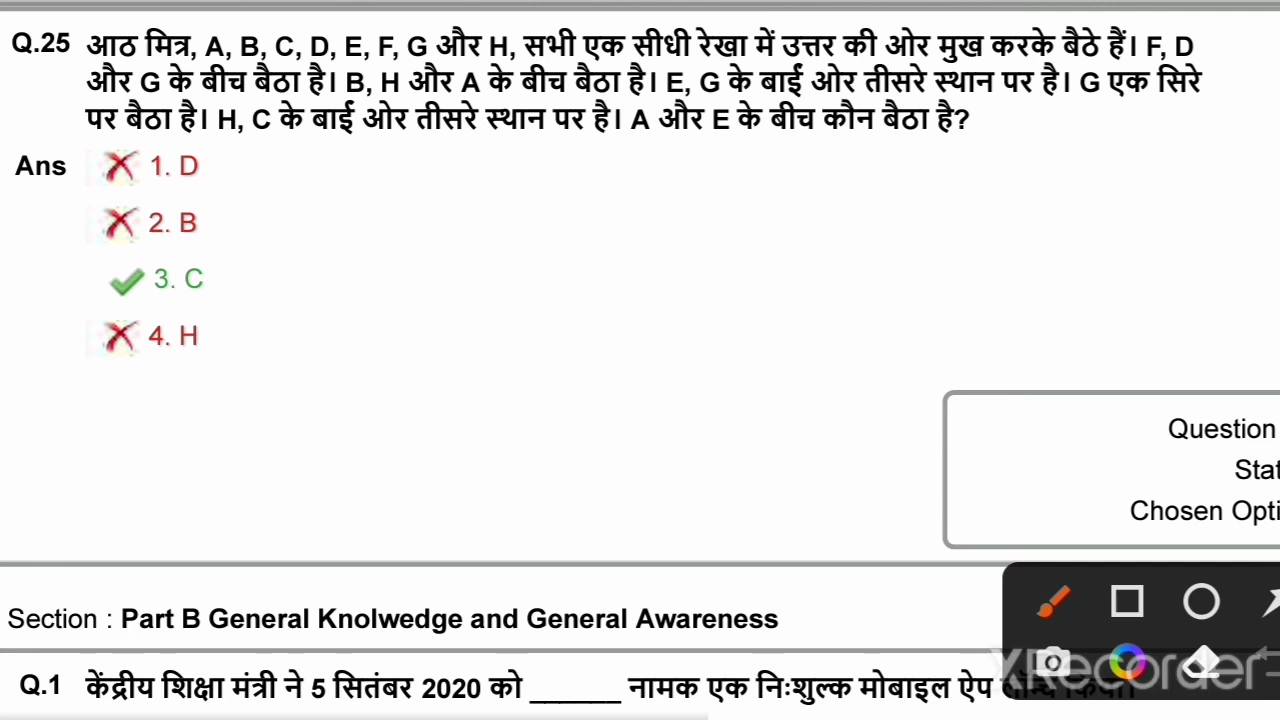 Q.25 आठ मित्र, A, B, C, D, E, F, G और H, सभी एक सीधी रेखा में उत्तर की ओर मुख करके बैठे हैं। F, D
और G के बीच बैठा है। B, H और A के बीच बैठा है। E, G के बाईं ओर तीसरे स्थान पर है। G एक सिरे
पर बैठा है। H, C के बाईं ओर तीसरे स्थान पर है। A और E के बीच कौन बैठा है?
Ans 1. D
2. B
3. C
4. H
Question
Stat
Chosen Opti
Section : Part B General Knolwedge and General Awareness
Q.1 केंद्रीय शिक्षा मंत्री ने 5 सितंबर 2020 को ______ नामक एक निःशुल्क मोबाइल ऐप
XRecorder